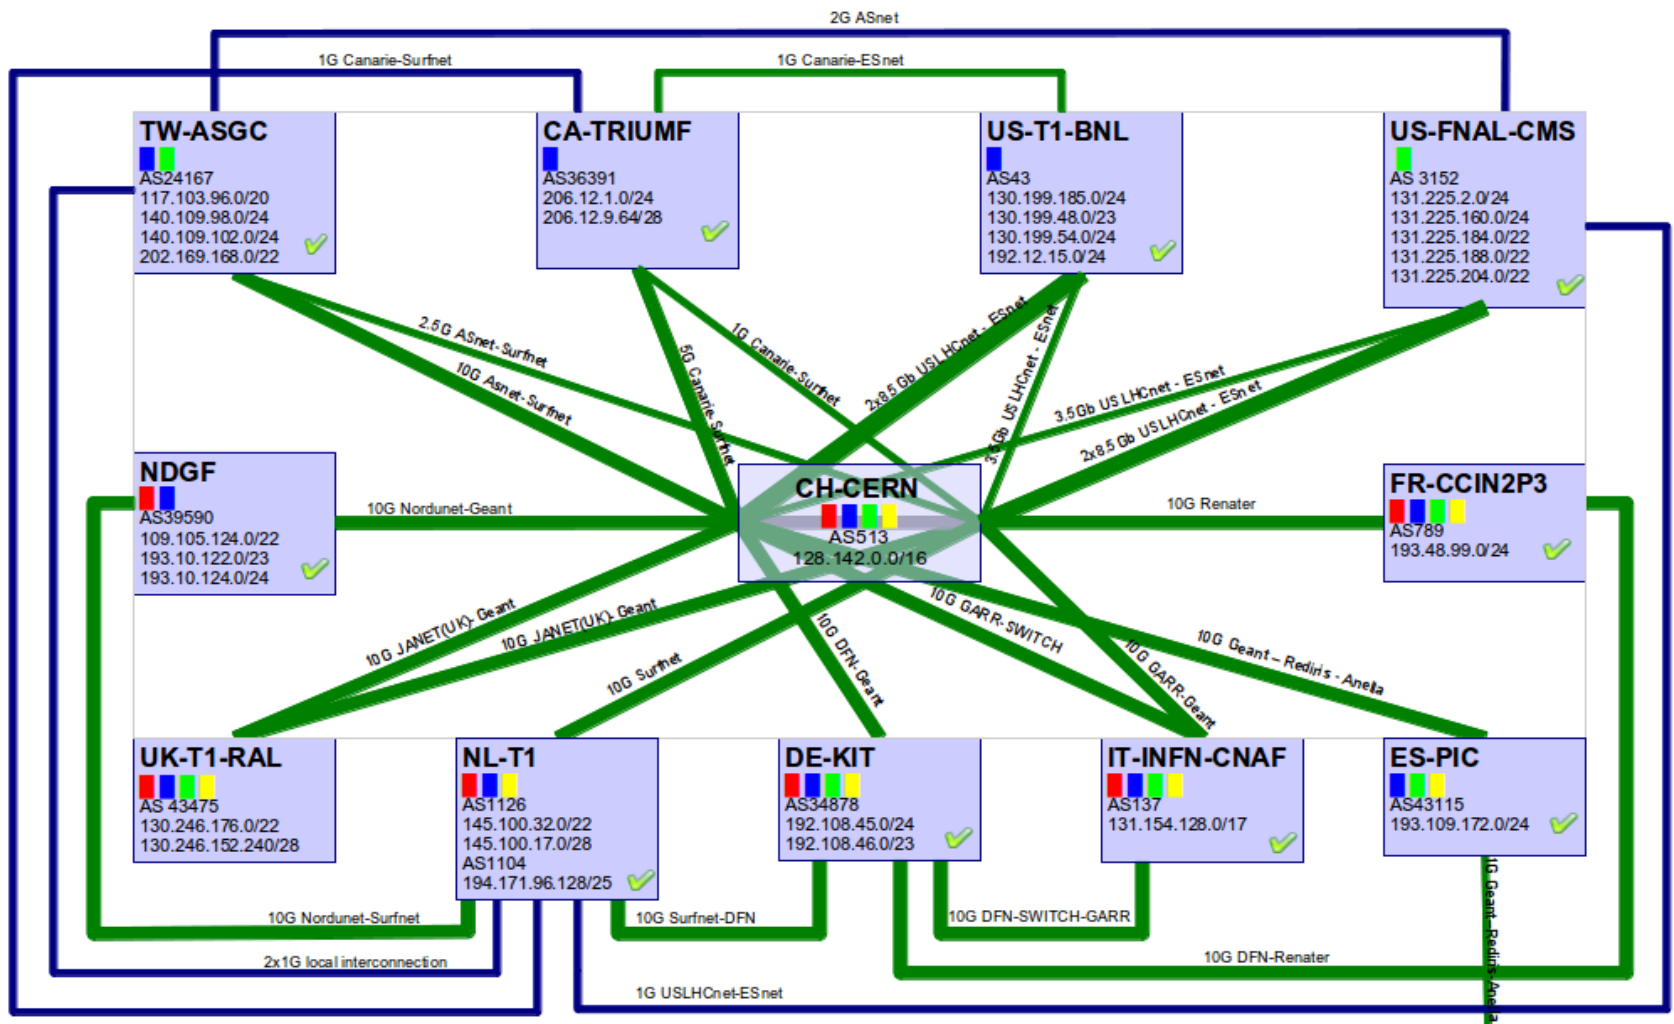 2G ASnet
1G Canarie-Surfnet
1G Canarie-ESnet
TW-ASGC
AS24167
117.103.96.0/20
140.109.98.0/24
140.109.102.0/24
202.169.168.0/22
CA-TRIUMF
AS36391
206.12.1.0/24
206.12.9.64/28
US-T1-BNL
AS43
130.199.185.0/24
130.199.48.0/23
130.199.54.0/24
192.12.15.0/24
US-FNAL-CMS
AS 3152
131.225.2.0/24
131.225.160.0/24
131.225.184.0/22
131.225.188.0/22
131.225.204.0/22
2.5G ASnet-Surfnet
10G Asnet-Surfnet
5G Canarie-Surfnet
1G Canarie-Surfnet
2x8.5 Gb USLHCnet - ESnet
3.5Gb USLHCnet - ESnet
3.5Gb USLHCnet - ESnet
2x8.5 Gb USLHCnet - ESnet
NDGF
AS39590
109.105.124.0/22
193.10.122.0/23
193.10.124.0/24
10G Nordunet-Geant
CH-CERN
AS513
128.142.0.0/16
10G Renater
FR-CCIN2P3
AS789
193.48.99.0/24
10G JANET(UK)- Geant
10G JANET(UK)- Geant
10G Surfnet
10G DFN-Geant
10G GARR-SWITCH
10G GARR-Geant
10G Geant – Rediris - Anella
UK-T1-RAL
AS 43475
130.246.176.0/22
130.246.152.240/28
NL-T1
AS1126
145.100.32.0/22
145.100.17.0/28
AS1104
194.171.96.128/25
DE-KIT
AS34878
192.108.45.0/24
192.108.46.0/23
IT-INFN-CNAF
AS137
131.154.128.0/17
ES-PIC
AS43115
193.109.172.0/24
1G Geant-Rediris-Anella
10G Nordunet-Surfnet
10G Surfnet-DFN
10G DFN-SWITCH-GARR
2x1G local interconnection
10G DFN-Renater
1G USLHCnet-ESnet